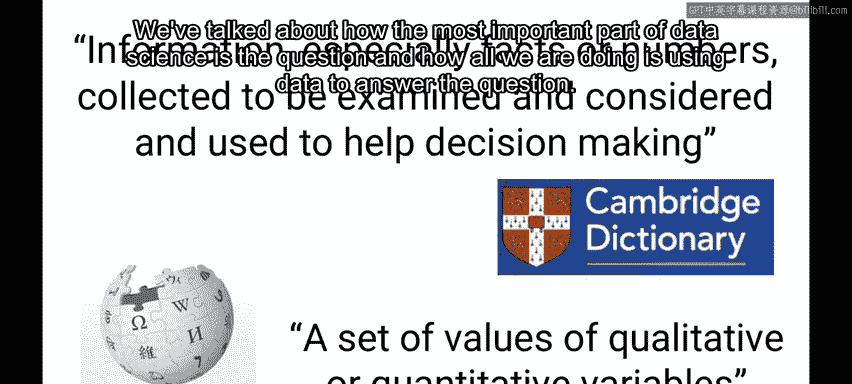 GPT中英字幕课程资源@bilibili.com
We've talked about how the most important part of data
science is the question and how all we are doing is using
data to answer the question.
“Information, especially facts or numbers,
collected to be examined and considered
and used to help decision making”
Cambridge
Dictionary
Ω
W
ウィ
И
維
“A set of values of qualitative
or quantitative variables”